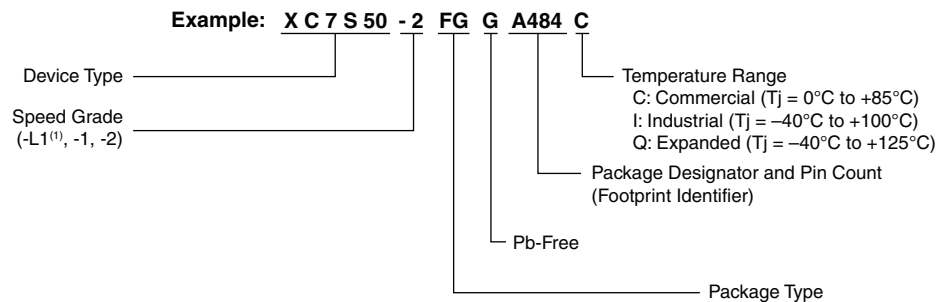 Example: XC7S50 -2 FG G A484 C
Device Type
Speed Grade
(-L1(1), -1, -2)
Temperature Range
C: Commercial (Tj = 0°C to +85°C)
I: Industrial (Tj = –40°C to +100°C)
Q: Expanded (Tj = –40°C to +125°C)
Package Designator and Pin Count
(Footprint Identifier)
Pb-Free
Package Type